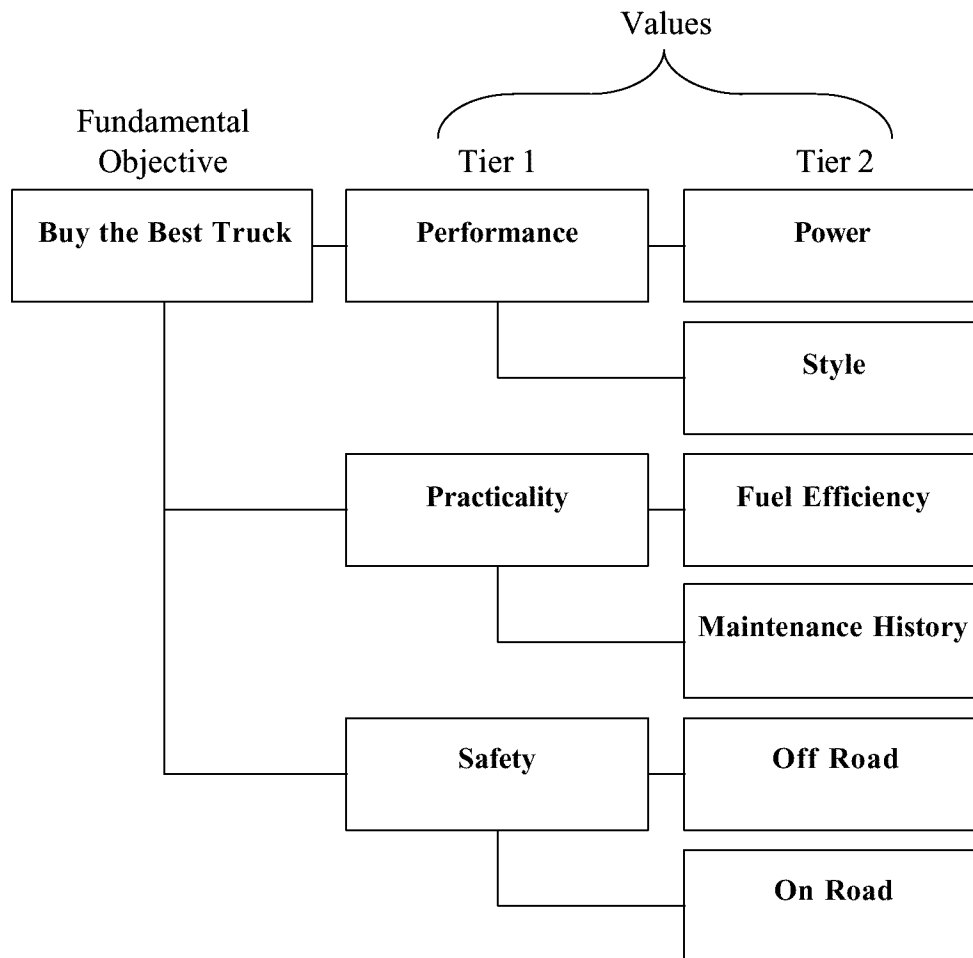 Values
Fundamental
Objective
Tier 1
Tier 2
Buy the Best Truck
Performance
Power
Style
Practicality
Fuel Efficiency
Maintenance History
Safety
Off Road
On Road